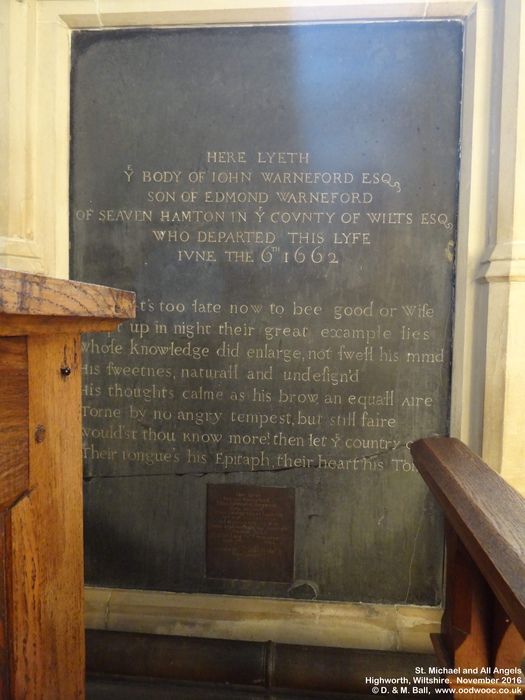 HERE LYETH
Yᴱ BODY OF IOHN WARNEFORD ESQ
SON OF EDMOND WARNEFORD
OF SEAVEN HAMTON IN Yᴱ COUNTY OF WILTS ESQ
WHO DEPARTED THIS LYFE
IVNE THE 6TH 1662
t's too late now to bee good or Wise
up in night their great example lies
whose knowledge did enlarge, not swell his mind
His sweetnes, naturall and undesign'd
His thoughts calme as his brow, an equall Aire
Torne by no angry tempest, but still faire
would'st thou know more! then let yᵉ country
Their tongue's his Epitaph, their heart his
St. Michael and All Angels
Highworth, Wiltshire. November 2016
© D. & M. Ball, www.oodwooc.co.uk